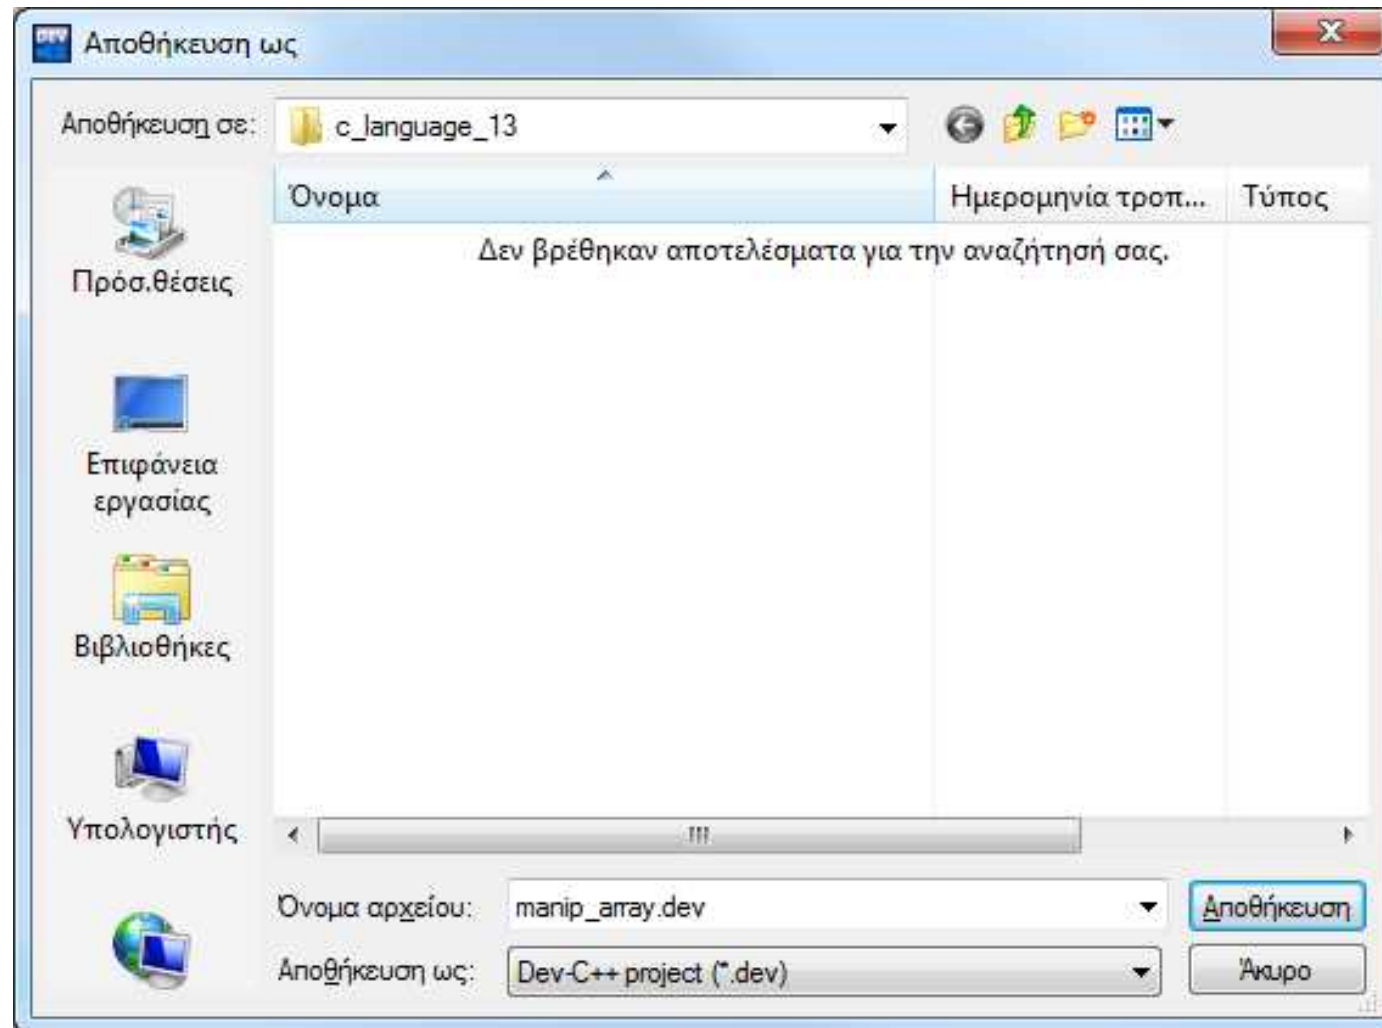 DEV Αποθήκευση ως
Αποθήκευση σε: c_language_13
Όνομα Ημερομηνία τροπ... Τύπος
Δεν βρέθηκαν αποτελέσματα για την αναζήτησή σας.
Πρόσ.θέσεις
Επιφάνεια
εργασίας
Βιβλιοθήκες
Υπολογιστής
Όνομα αρχείου: manip_array.dev Αποθήκευση
Αποθήκευση ως: Dev-C++ project (*.dev) Άκυρο